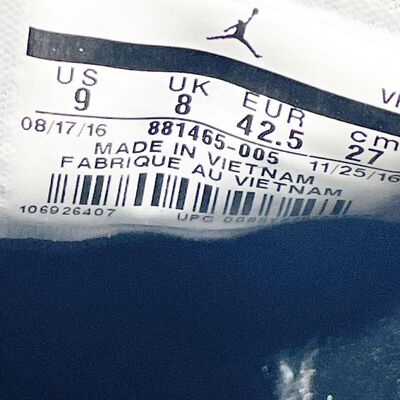 US UK EUR cm
9 8 42.5 27
08/17/16 881465-005 11/25/16
MADE IN VIETNAM
FABRIQUE AU VIETNAM
106926407 UPC